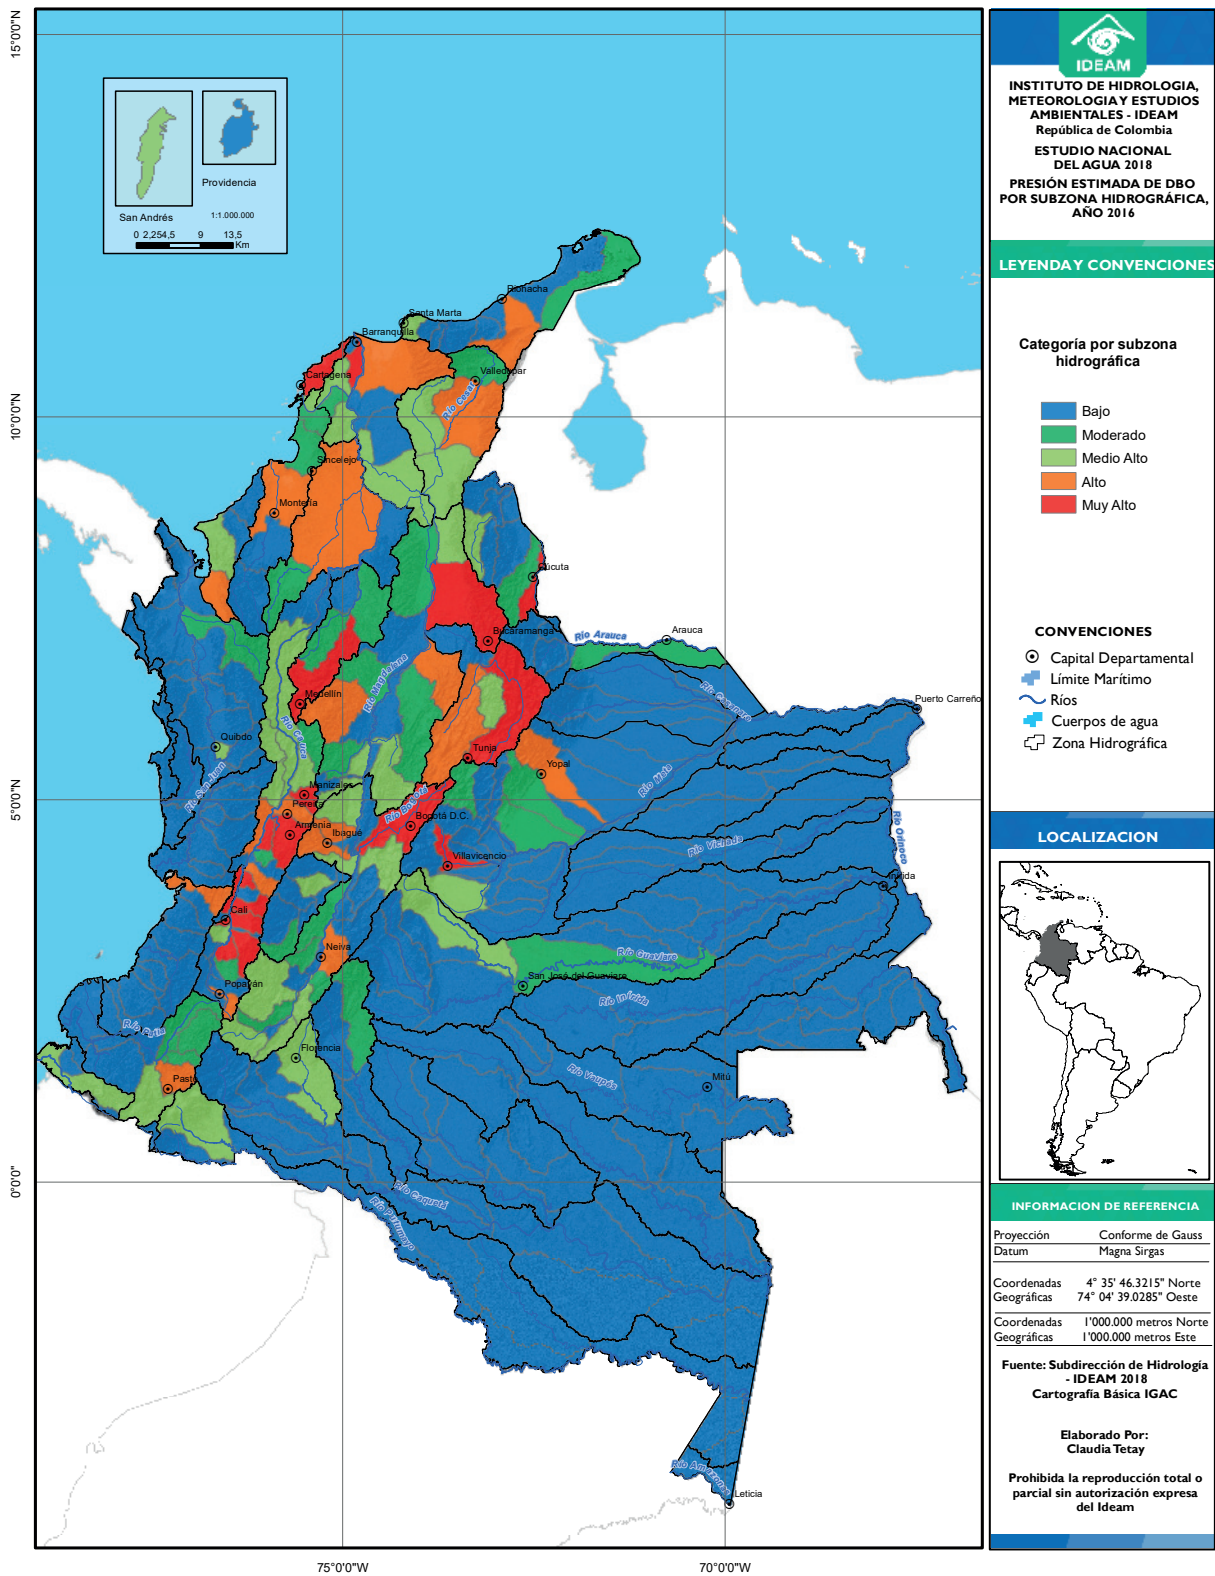 15°0'0"N
10°0'0"N
5°0'0"N
0°0'0"
75°0'0"W
70°0'0"W
San Andrés
Providencia
1:1.000.000
0 2,254,5 9 13,5
Km
Riohacha
Santa Marta
Barranquilla
Cartagena
Valledupar
Río Cesar
Sincelejo
Montería
Cúcuta
Bucaramanga
Río Arauca
Arauca
Río Magdalena
Medellín
Río Casanare
Puerto Carreño
Río Cauca
Quibdo
Tunja
Yopal
Río San Juan
Río Meta
Manizales
Pereira
Río Bogotá
Bogotá D.C.
Armenia
Ibagué
Río Orinoco
Río Vichada
Villavicencio
Inírida
Cali
Neiva
Río Guaviare
San José del Guaviare
Popayán
Río Inírida
Río Patía
Florencia
Río Vaupés
Mitú
Pasto
Río Caquetá
Río Putumayo
Río Amazonas
Leticia
IDEAM
INSTITUTO DE HIDROLOGIA,
METEOROLOGIA Y ESTUDIOS
AMBIENTALES - IDEAM
República de Colombia
ESTUDIO NACIONAL
DEL AGUA 2018
PRESIÓN ESTIMADA DE DBO
POR SUBZONA HIDROGRÁFICA,
AÑO 2016
LEYENDA Y CONVENCIONES
Categoría por subzona
hidrográfica
Bajo
Moderado
Medio Alto
Alto
Muy Alto
CONVENCIONES
Capital Departamental
Límite Marítimo
Ríos
Cuerpos de agua
Zona Hidrográfica
LOCALIZACION
INFORMACION DE REFERENCIA
Proyección Conforme de Gauss
Datum Magna Sirgas
Coordenadas 4° 35' 46.3215" Norte
Geográficas 74° 04' 39.0285" Oeste
Coordenadas 1'000.000 metros Norte
Geográficas 1'000.000 metros Este
Fuente: Subdirección de Hidrología
- IDEAM 2018
Cartografía Básica IGAC
Elaborado Por:
Claudia Tetay
Prohibida la reproducción total o
parcial sin autorización expresa
del Ideam